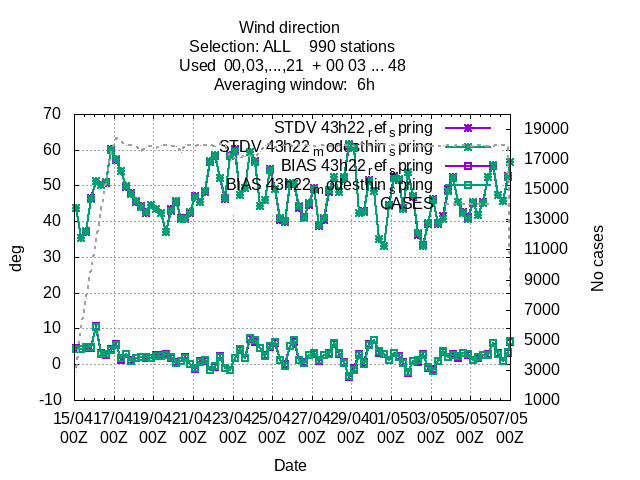 Wind direction
Selection: ALL 990 stations
Used 00,03,...,21 + 00 03 ... 48
Averaging window: 6h
70
60
50
40
30
20
10
0
-10
deg
STDV 43h22_ref_spring
STDV 43h22_modesthin_spring
BIAS 43h22_ref_spring
BIAS 43h22_modesthin_spring
CASES
19000
17000
15000
13000
11000
9000
7000
5000
3000
1000
No cases
15/04 17/04 19/04 21/04 23/04 25/04 27/04 29/04 01/05 03/05 05/05 07/05
00Z 00Z 00Z 00Z 00Z 00Z 00Z 00Z 00Z 00Z 00Z 00Z
Date